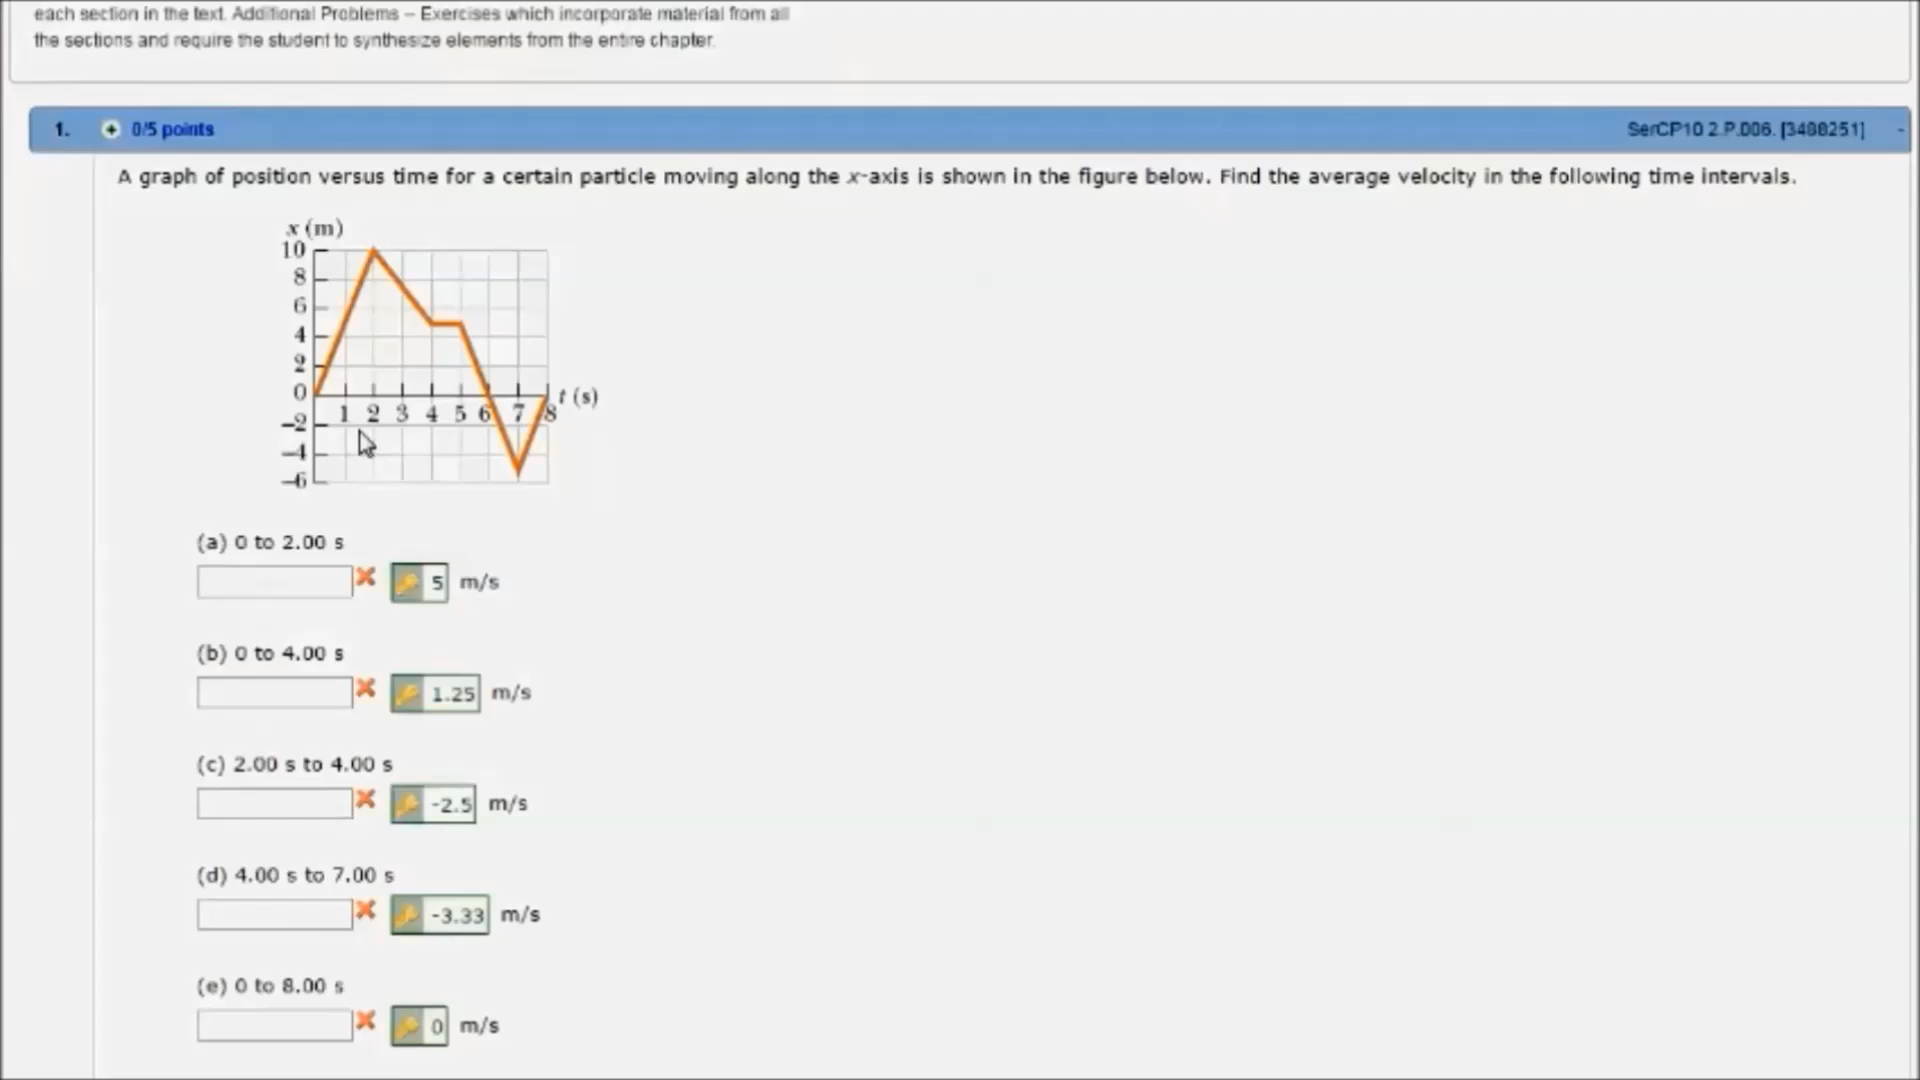 each section in the text. Additional Problems – Exercises which incorporate material from all
the sections and require the student to synthesize elements from the entire chapter.
1. + 0/5 points SerCP10 2.P.006. [3488251] -
A graph of position versus time for a certain particle moving along the x-axis is shown in the figure below. Find the average velocity in the following time intervals.
x (m)
10
8
6
4
2
0
t (s)
1 2 3 4 5 6 7 8
–2
–4
–6
(a) 0 to 2.00 s
5 m/s
(b) 0 to 4.00 s
1.25 m/s
(c) 2.00 s to 4.00 s
-2.5 m/s
(d) 4.00 s to 7.00 s
-3.33 m/s
(e) 0 to 8.00 s
0 m/s